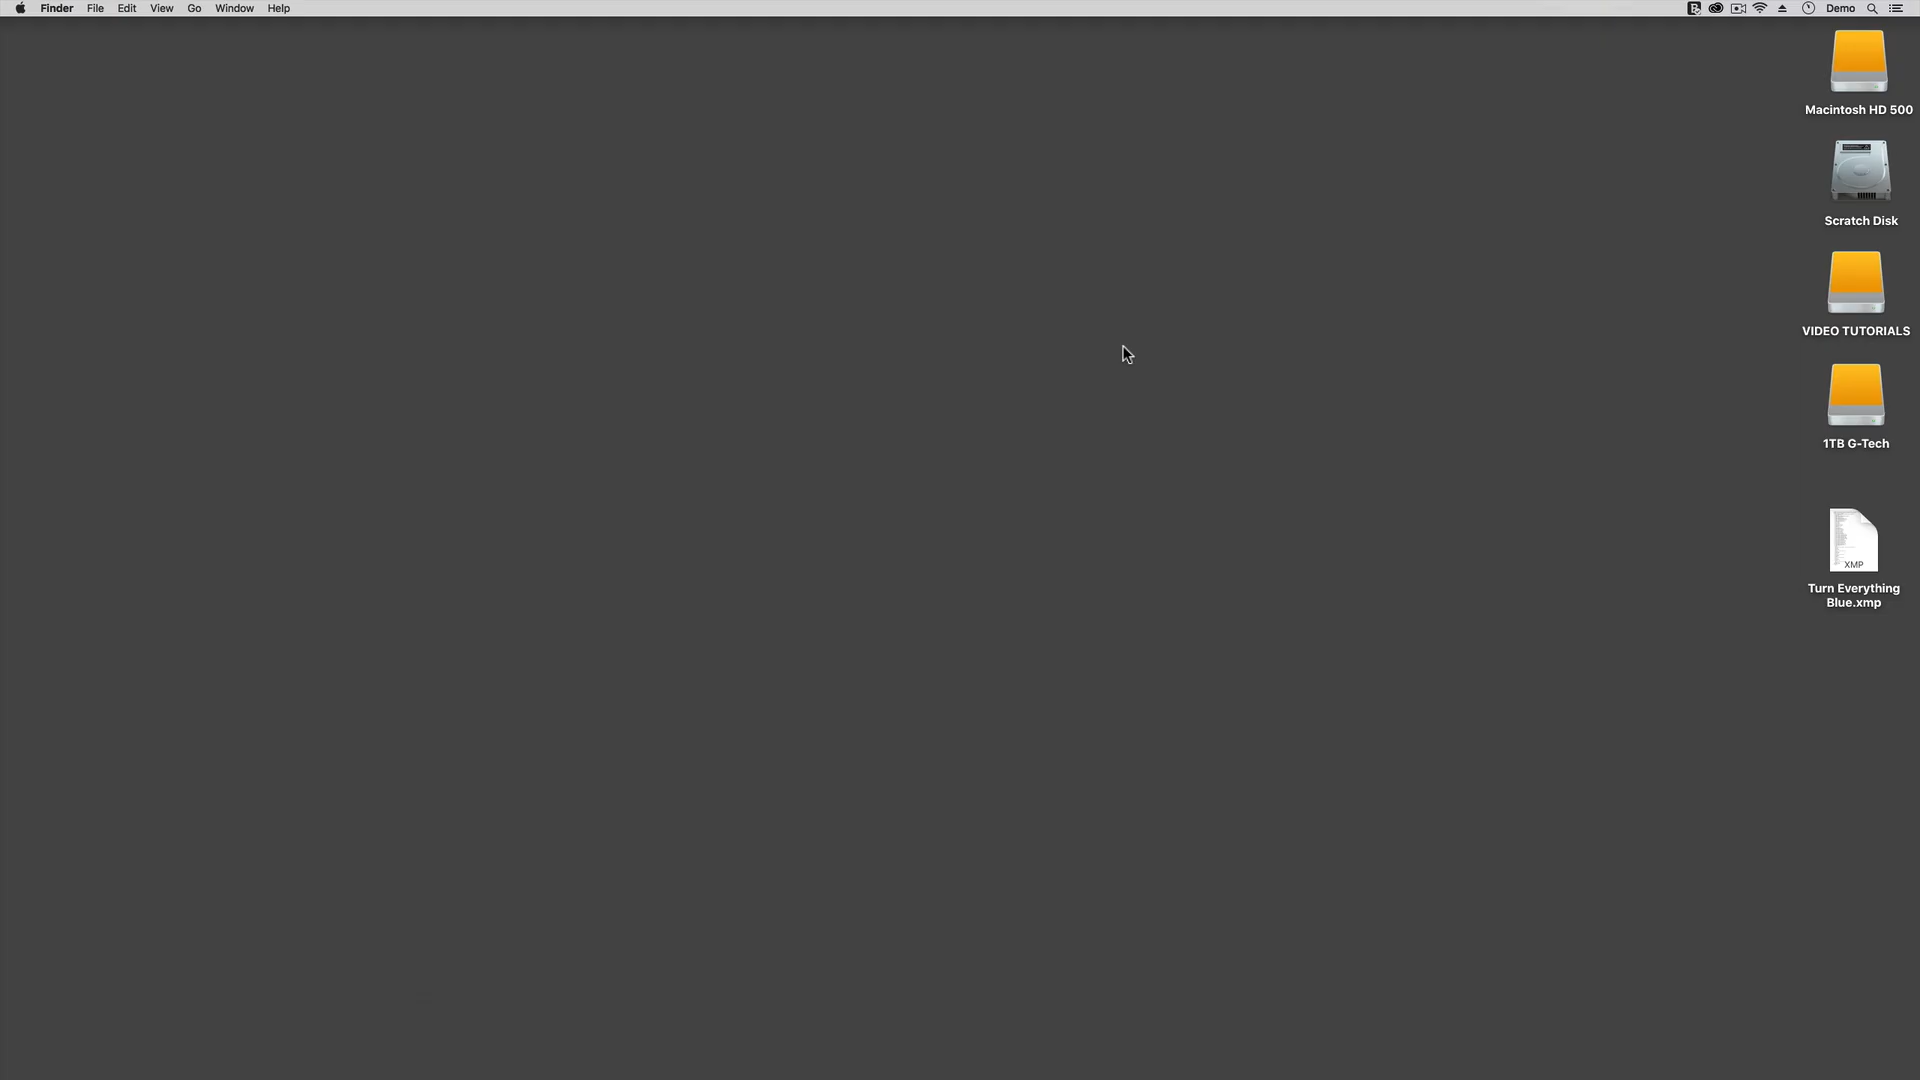 Finder File Edit View Go Window Help Demo
Macintosh HD 500
Scratch Disk
VIDEO TUTORIALS
1TB G-Tech
XMP
Turn Everything
Blue.xmp